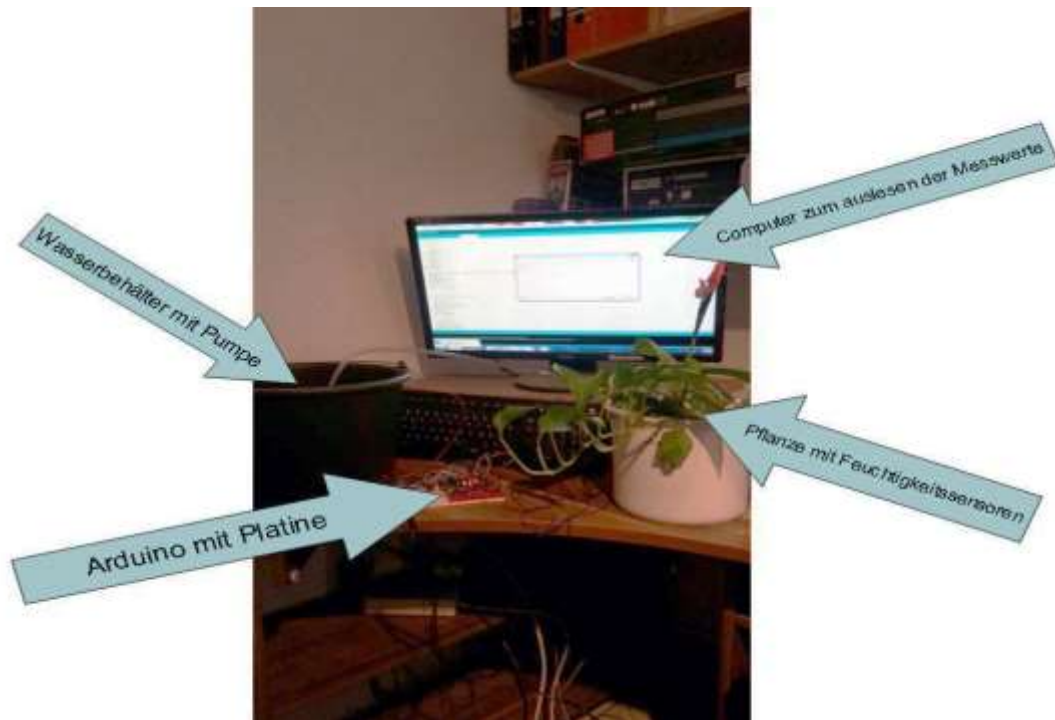 Computer zum auslesen der Messwerte
Wasserbehälter mit Pumpe
Pflanze mit Feuchtigkeitssensoren
Arduino mit Platine